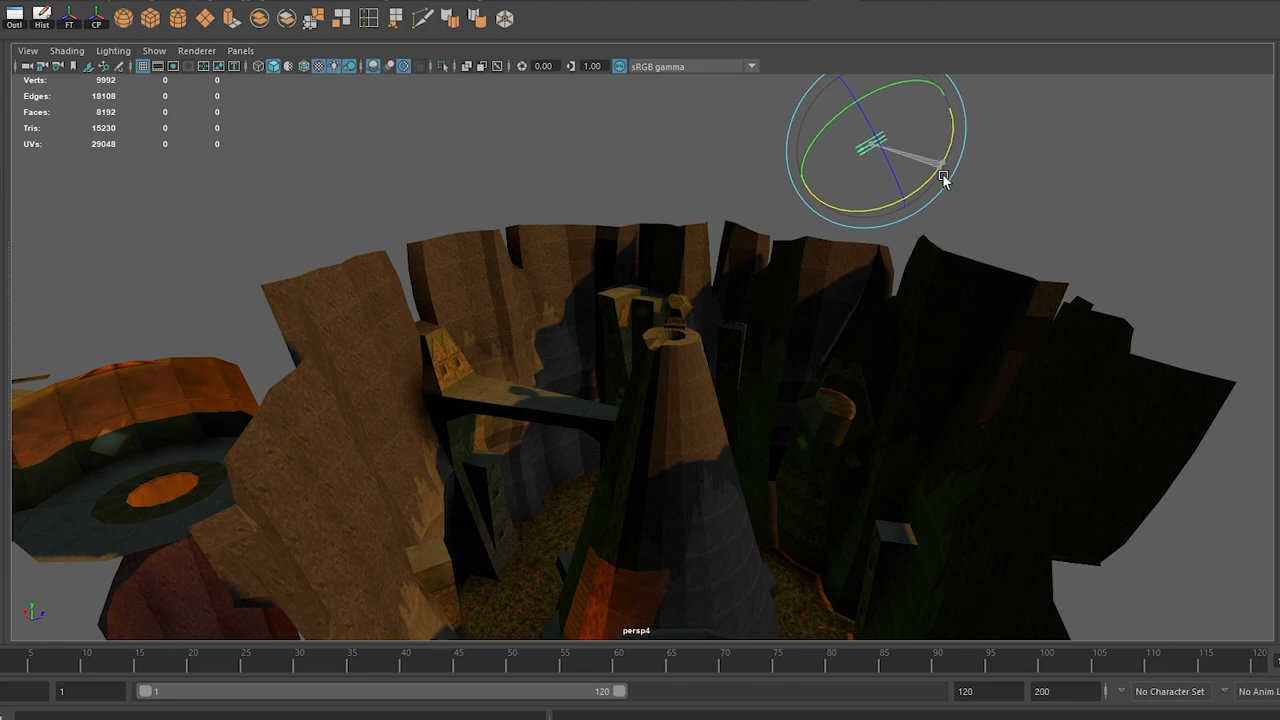 Outl Hist FT CP
View Shading Lighting Show Renderer Panels
0.00 1.00 sRGB gamma
Verts: 9992 0 0
Edges: 18108 0 0
Faces: 8192 0 0
Tris: 15230 0 0
UVs: 29048 0 0
persp4
5 10 15 20 25 30 35 40 45 50 55 60 65 70 75 80 85 90 95 100 105 110 115 120
1 1 120 120 200 No Character Set No Anim L